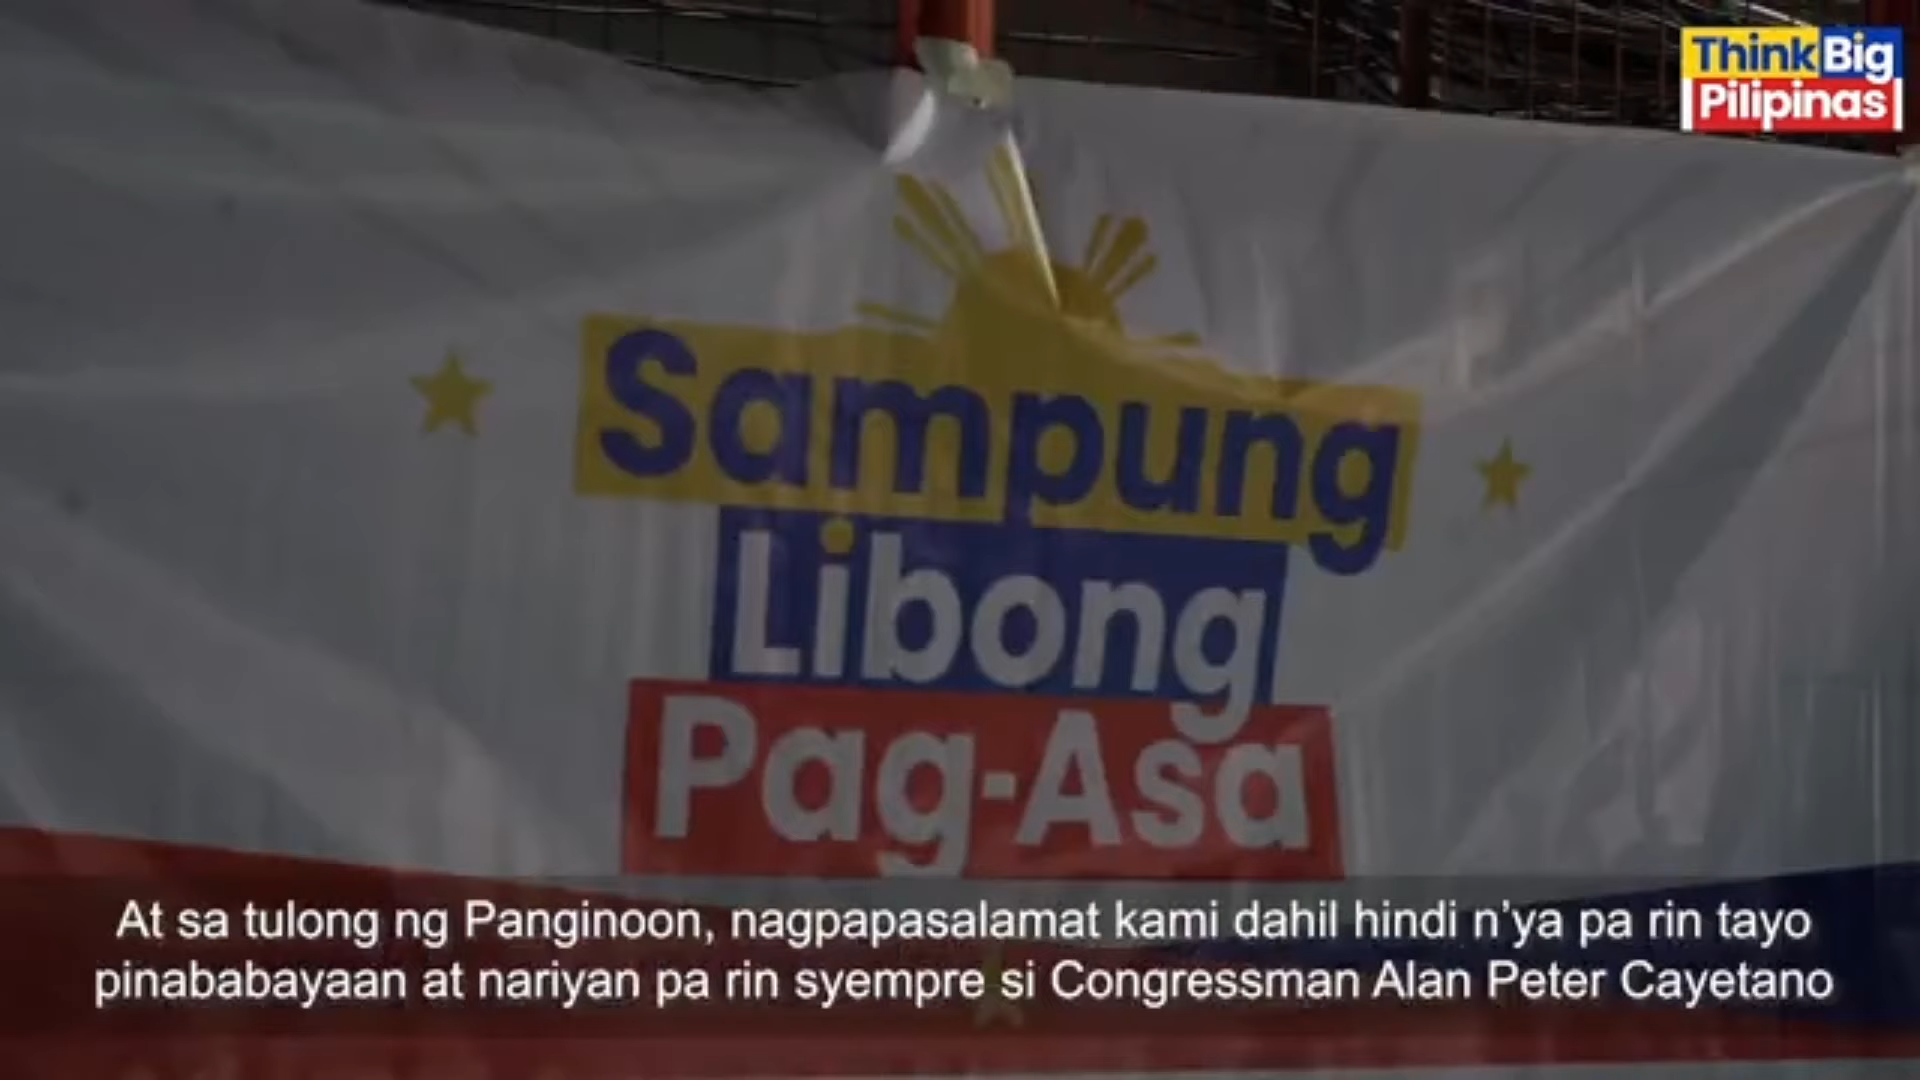 Think Big
Pilipinas
Sampung
Libong
Pag-Asa
At sa tulong ng Panginoon, nagpapasalamat kami dahil hindi n'ya pa rin tayo
pinababayaan at nariyan pa rin syempre si Congressman Alan Peter Cayetano